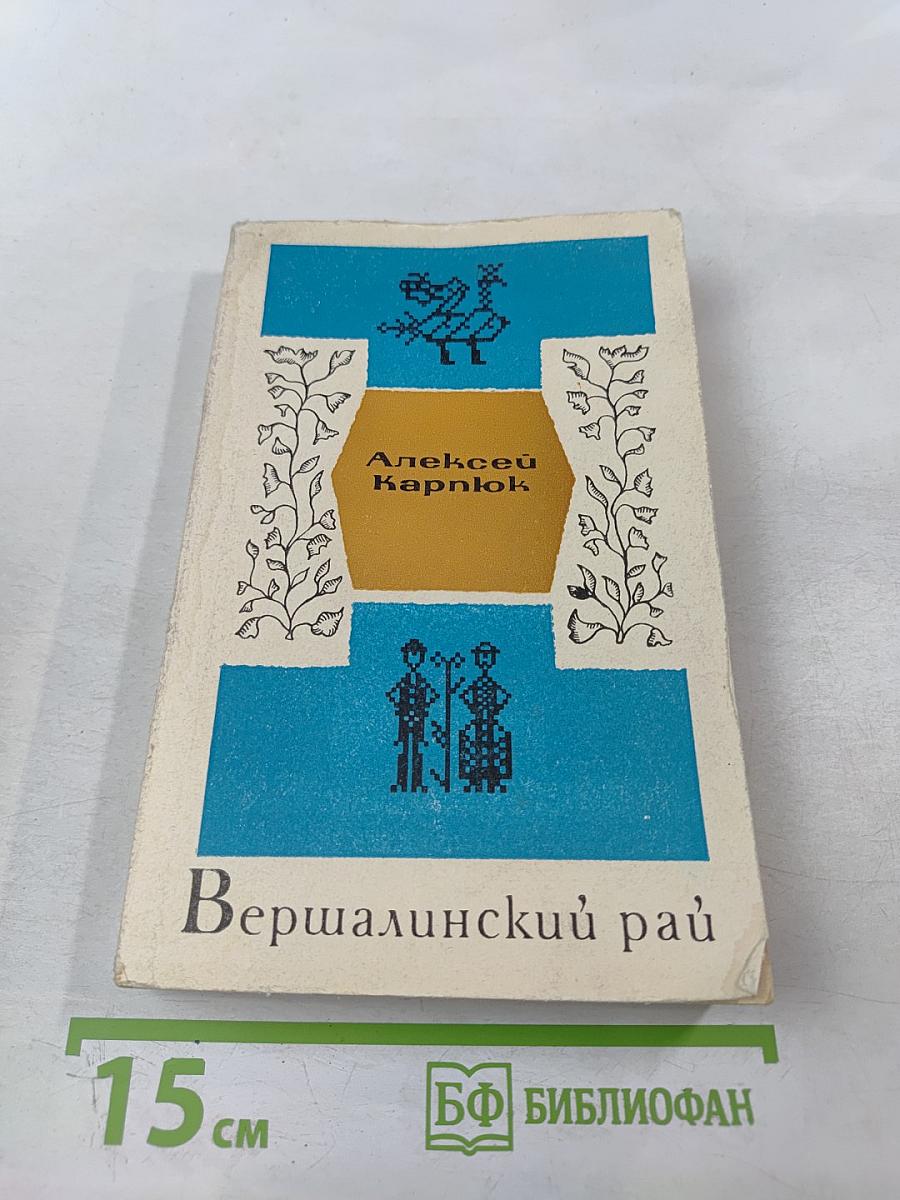 Алексей
Карпюк
Вершалинский рай
15 см
БФ БИБЛИОФАН